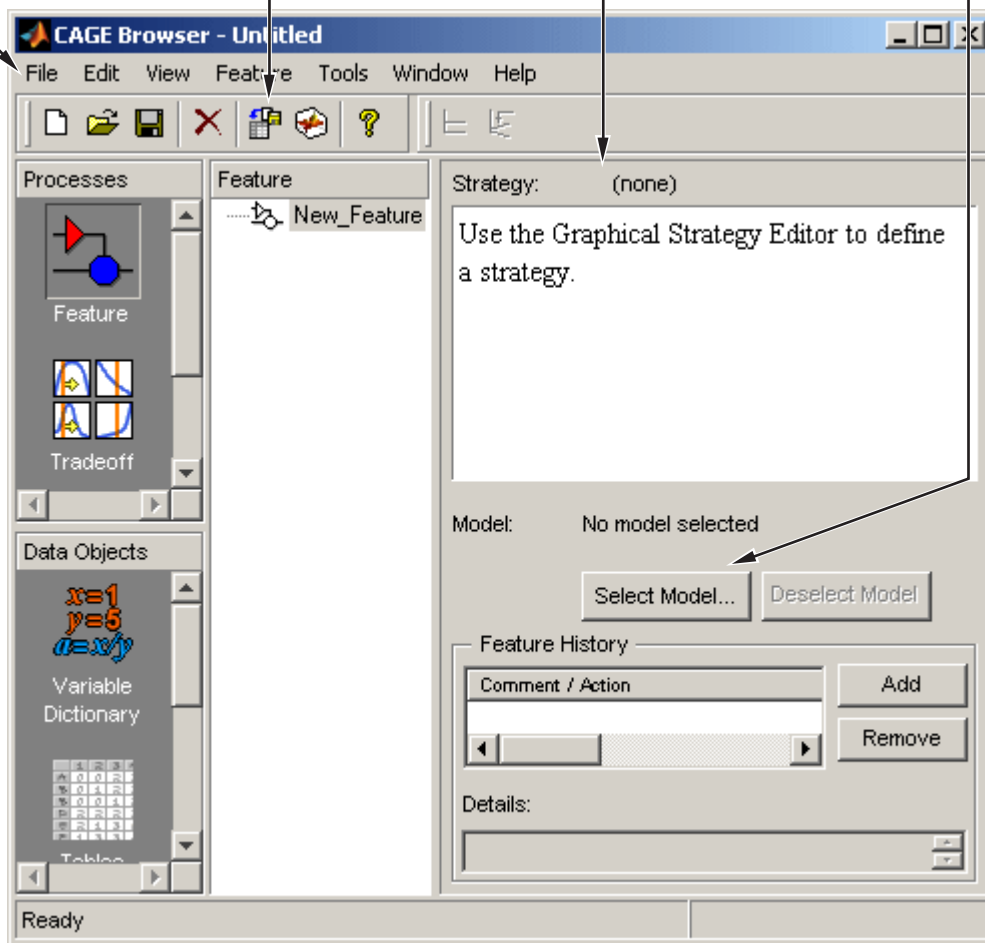 CAGE Browser - Untitled
File Edit View Feature Tools Window Help
Processes
Feature
Tradeoff
Data Objects
x=1
y=5
a=x/y
Variable
Dictionary
Tables
Feature
New_Feature
Strategy: (none)
Use the Graphical Strategy Editor to define
a strategy.
Model: No model selected
Select Model... Deselect Model
Feature History
Comment / Action
Add
Remove
Details:
Ready